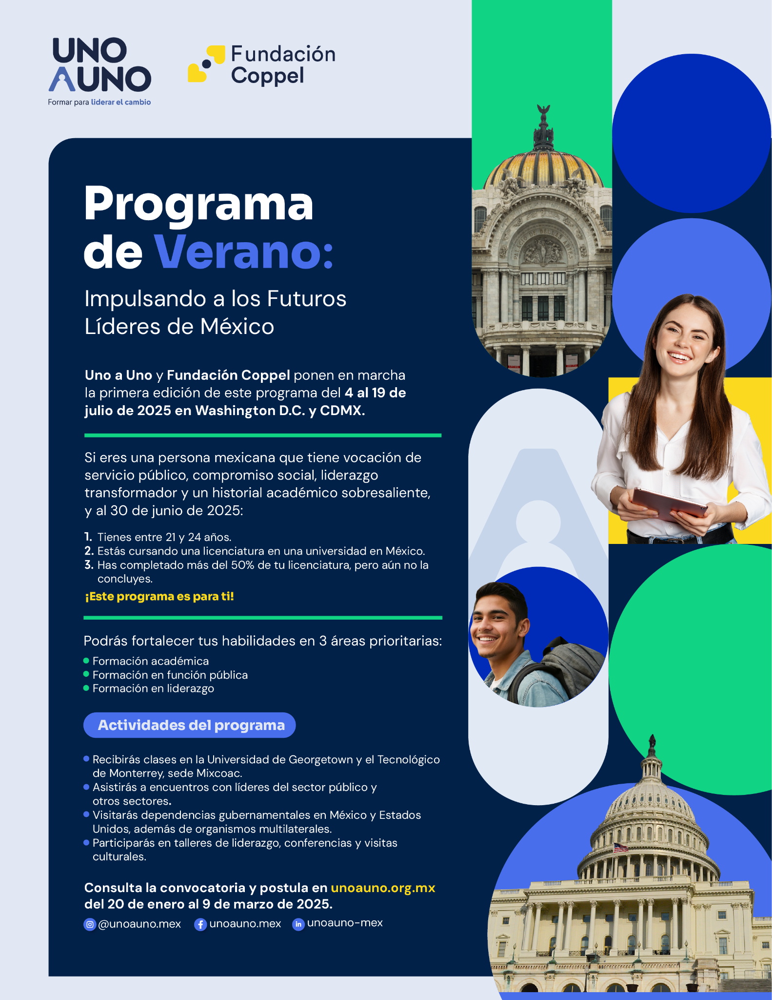 UNO
AUNO
Formar para liderar el cambio
Fundación
Coppel
Programa
de Verano:
Impulsando a los Futuros
Líderes de México
Uno a Uno y Fundación Coppel ponen en marcha
la primera edición de este programa del 4 al 19 de
julio de 2025 en Washington D.C. y CDMX.
Si eres una persona mexicana que tiene vocación de
servicio público, compromiso social, liderazgo
transformador y un historial académico sobresaliente,
y al 30 de junio de 2025:
1. Tienes entre 21 y 24 años.
2. Estás cursando una licenciatura en una universidad en México.
3. Has completado más del 50% de tu licenciatura, pero aún no la
concluyes.
¡Este programa es para ti!
Podrás fortalecer tus habilidades en 3 áreas prioritarias:
Formación académica
Formación en función pública
Formación en liderazgo
Actividades del programa
Recibirás clases en la Universidad de Georgetown y el Tecnológico
de Monterrey, sede Mixcoac.
Asistirás a encuentros con líderes del sector público y
otros sectores.
Visitarás dependencias gubernamentales en México y Estados
Unidos, además de organismos multilaterales.
Participarás en talleres de liderazgo, conferencias y visitas
culturales.
Consulta la convocatoria y postula en unoauno.org.mx
del 20 de enero al 9 de marzo de 2025.
@unoauno.mex unoauno.mex unoauno-mex
PALACIO DE BELLAS ARTES